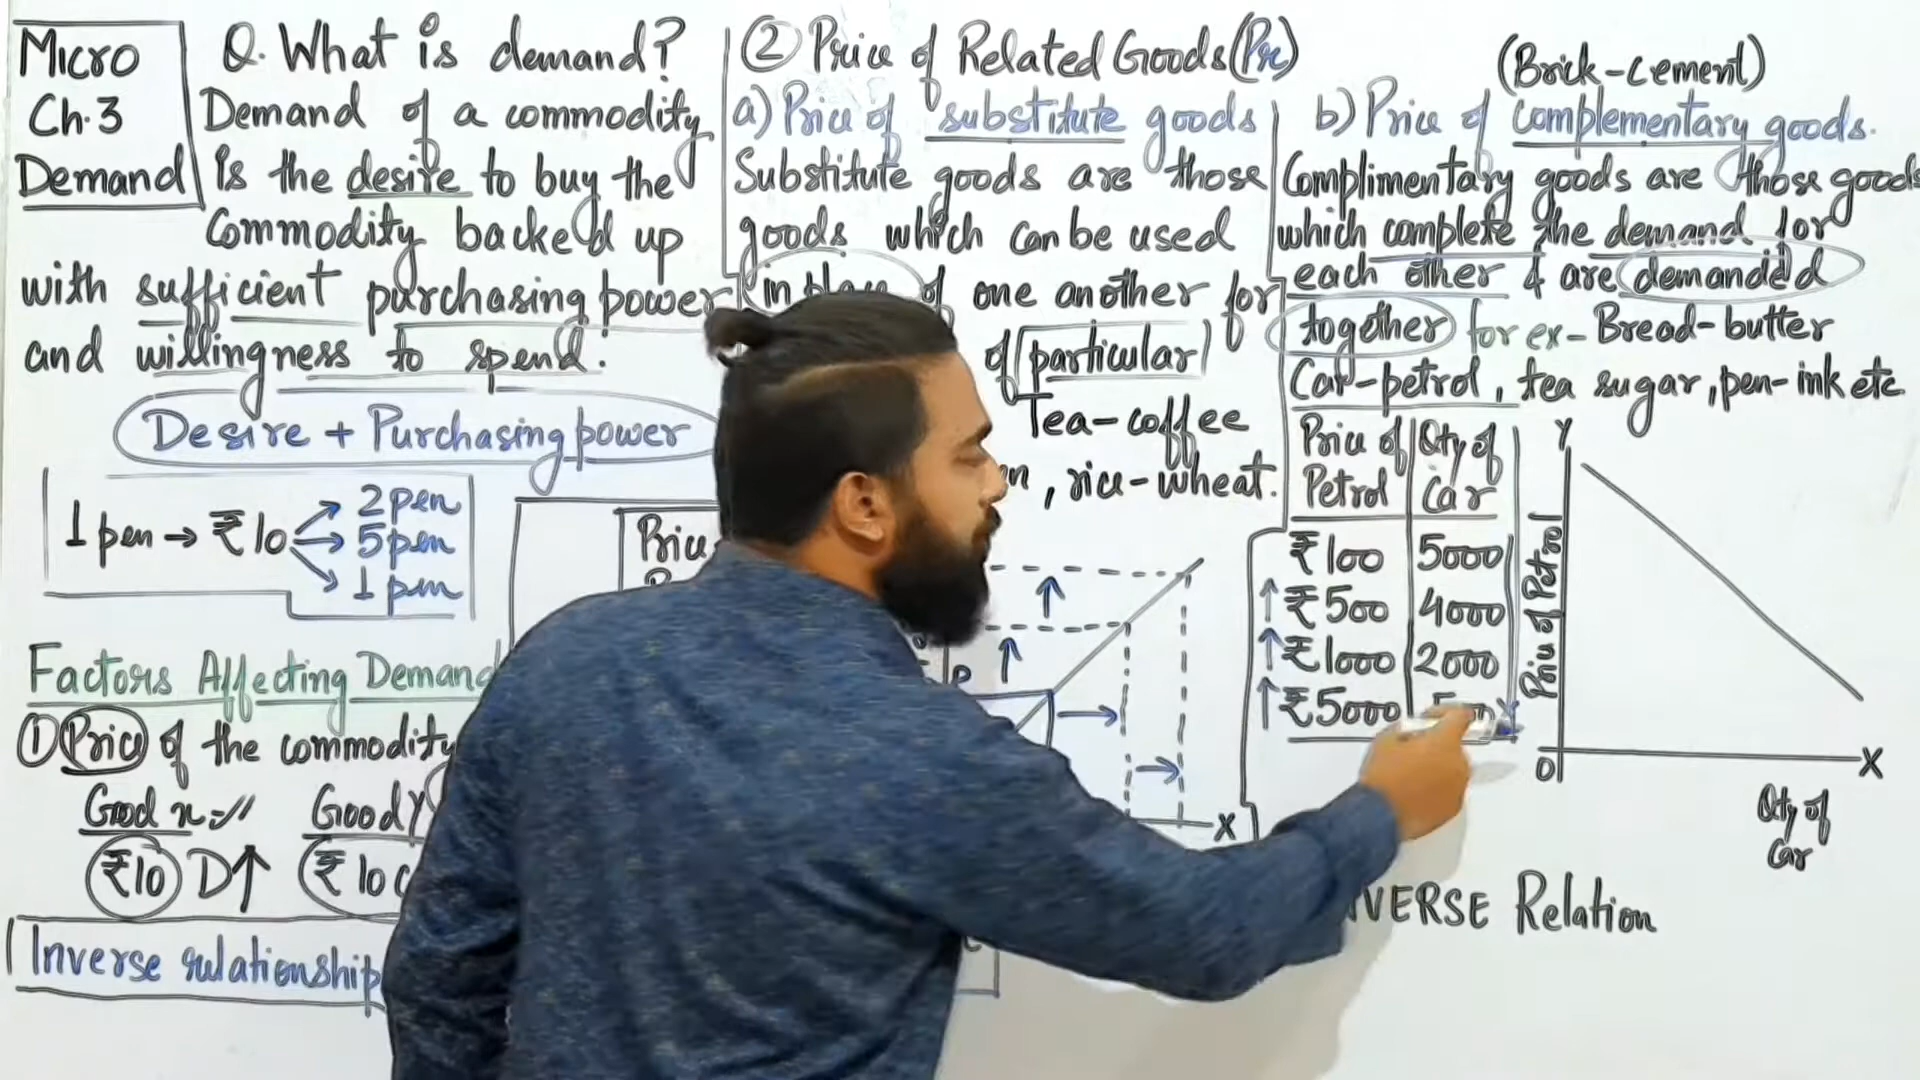 Micro
Ch.3
Demand
Q. What is demand?
Demand of a commodity
is the desire to buy the
Commodity backed up
with sufficient purchasing power
and willingness to spend.
Desire + Purchasing power
1 pen → ₹10
2 pen
5 pen
1 pen
Factors Affecting Demand
① Price of the commodity
Good x
Good Y
₹10 D↑
₹10
Inverse relationship
② Price of Related Goods (Pr)
a) Price of substitute goods
Substitute goods are those
goods which can be used
in place of one another for
of particular
Tea-coffee
, rice-wheat.
X
(Brick-cement)
b) Price of complementary goods.
Complimentary goods are those goods
which complete the demand for
each other & are demanded
together for ex- Bread-butter
Car-petrol, tea sugar, pen-ink etc
Price of Petrol | Qty of Car
₹100 | 5000
↑ ₹500 | 4000
↑ ₹1000 | 2000
↑ ₹5000
Y
Price of Petrol
O
X
Qty of
Car
VERSE Relation